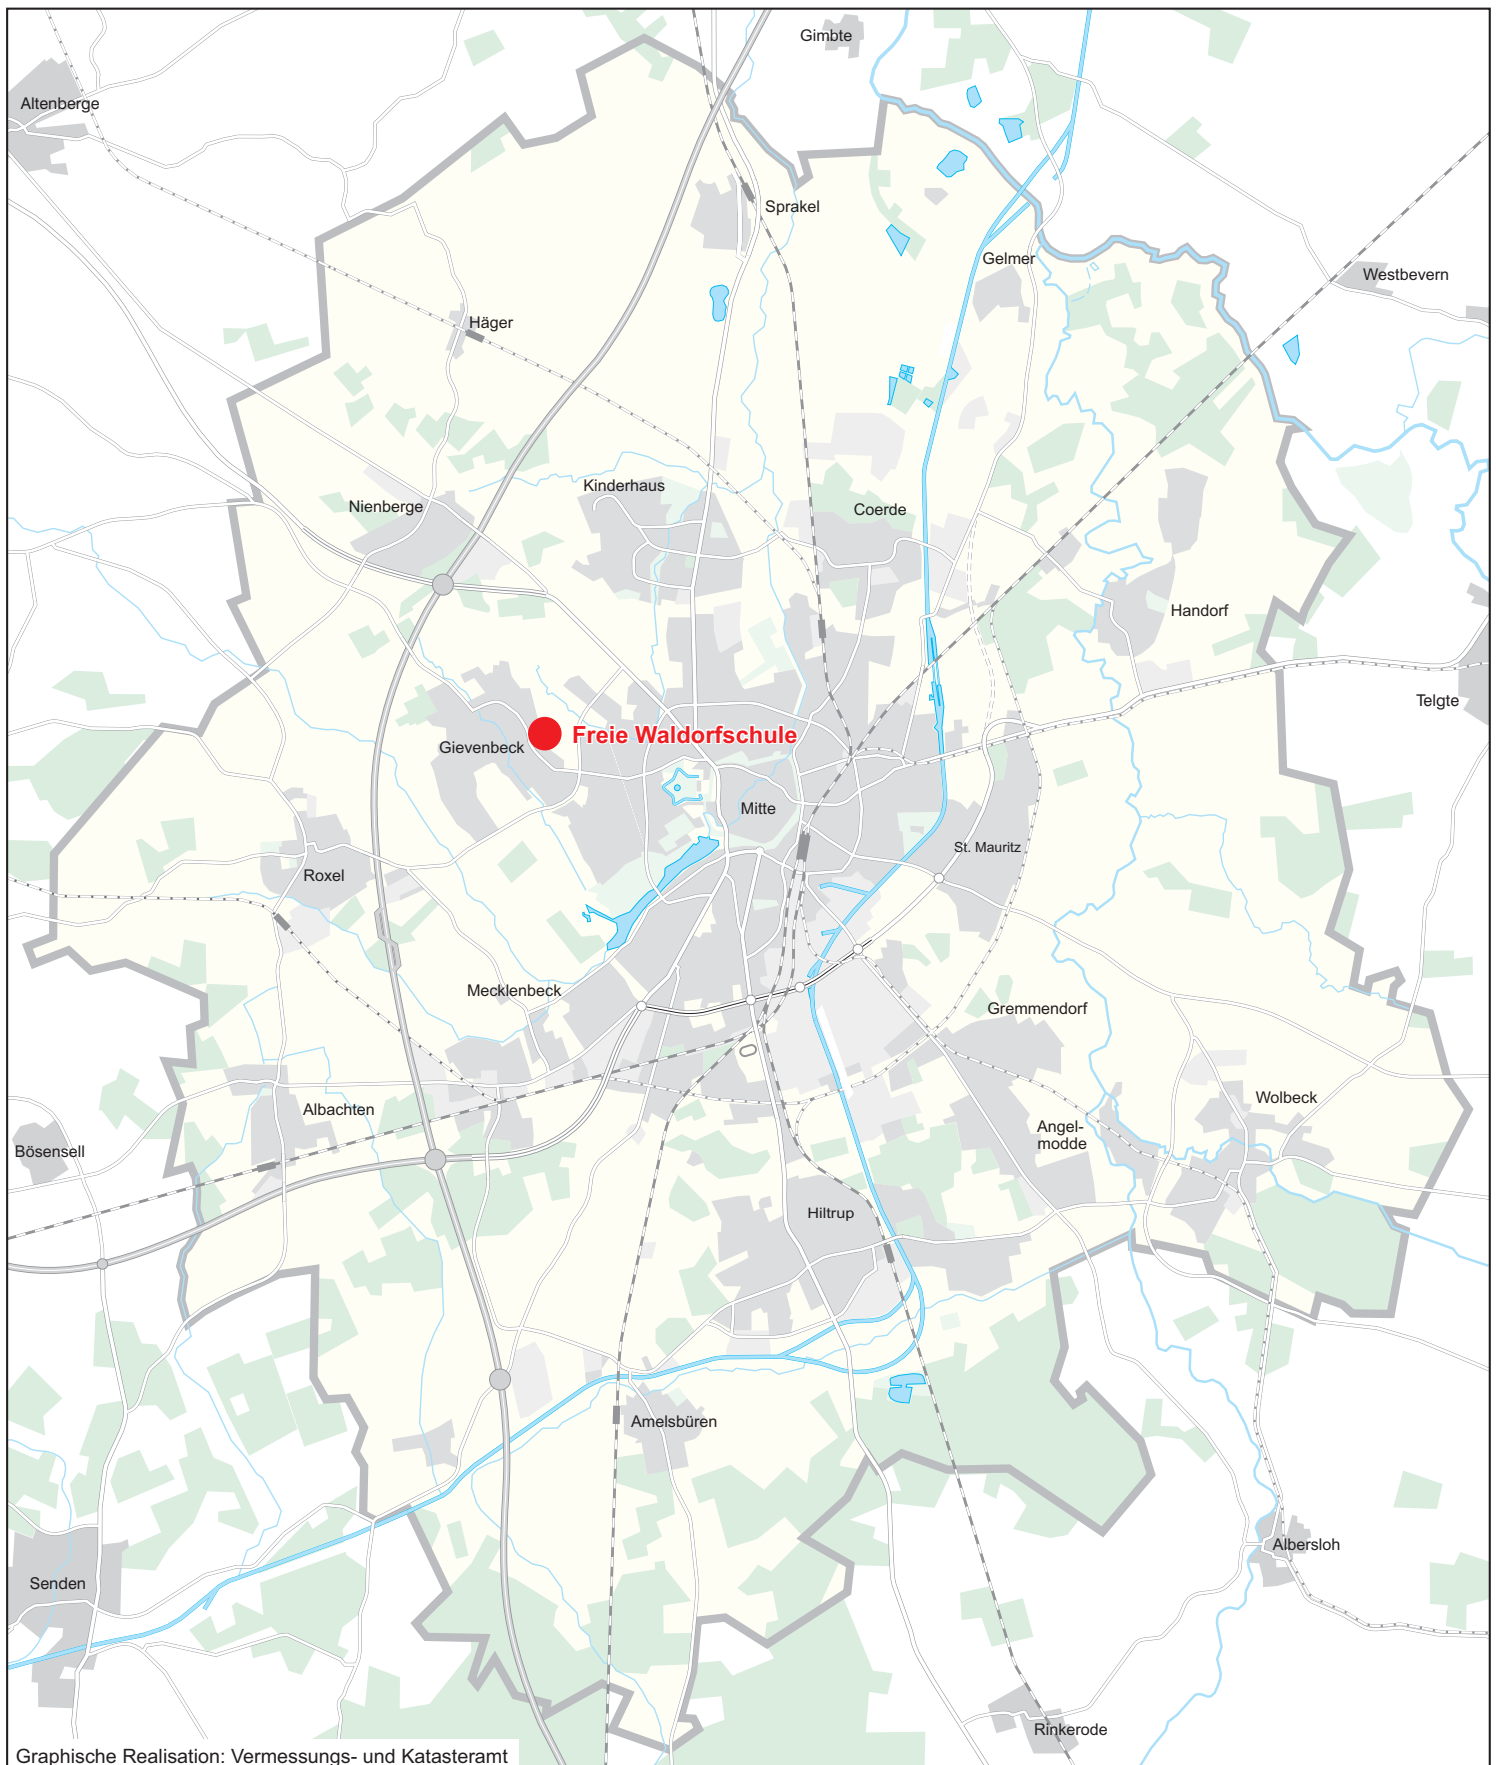 Gimbte
Altenberge
Sprakel
Gelmer
Westbevern
Häger
Kinderhaus
Nienberge
Coerde
Handorf
Telgte
Freie Waldorfschule
Gievenbeck
Mitte
St. Mauritz
Roxel
Mecklenbeck
Gremmendorf
Wolbeck
Albachten
Angel-
modde
Bösensell
Hiltrup
Amelsbüren
Albersloh
Senden
Rinkerode
Graphische Realisation: Vermessungs- und Katasteramt